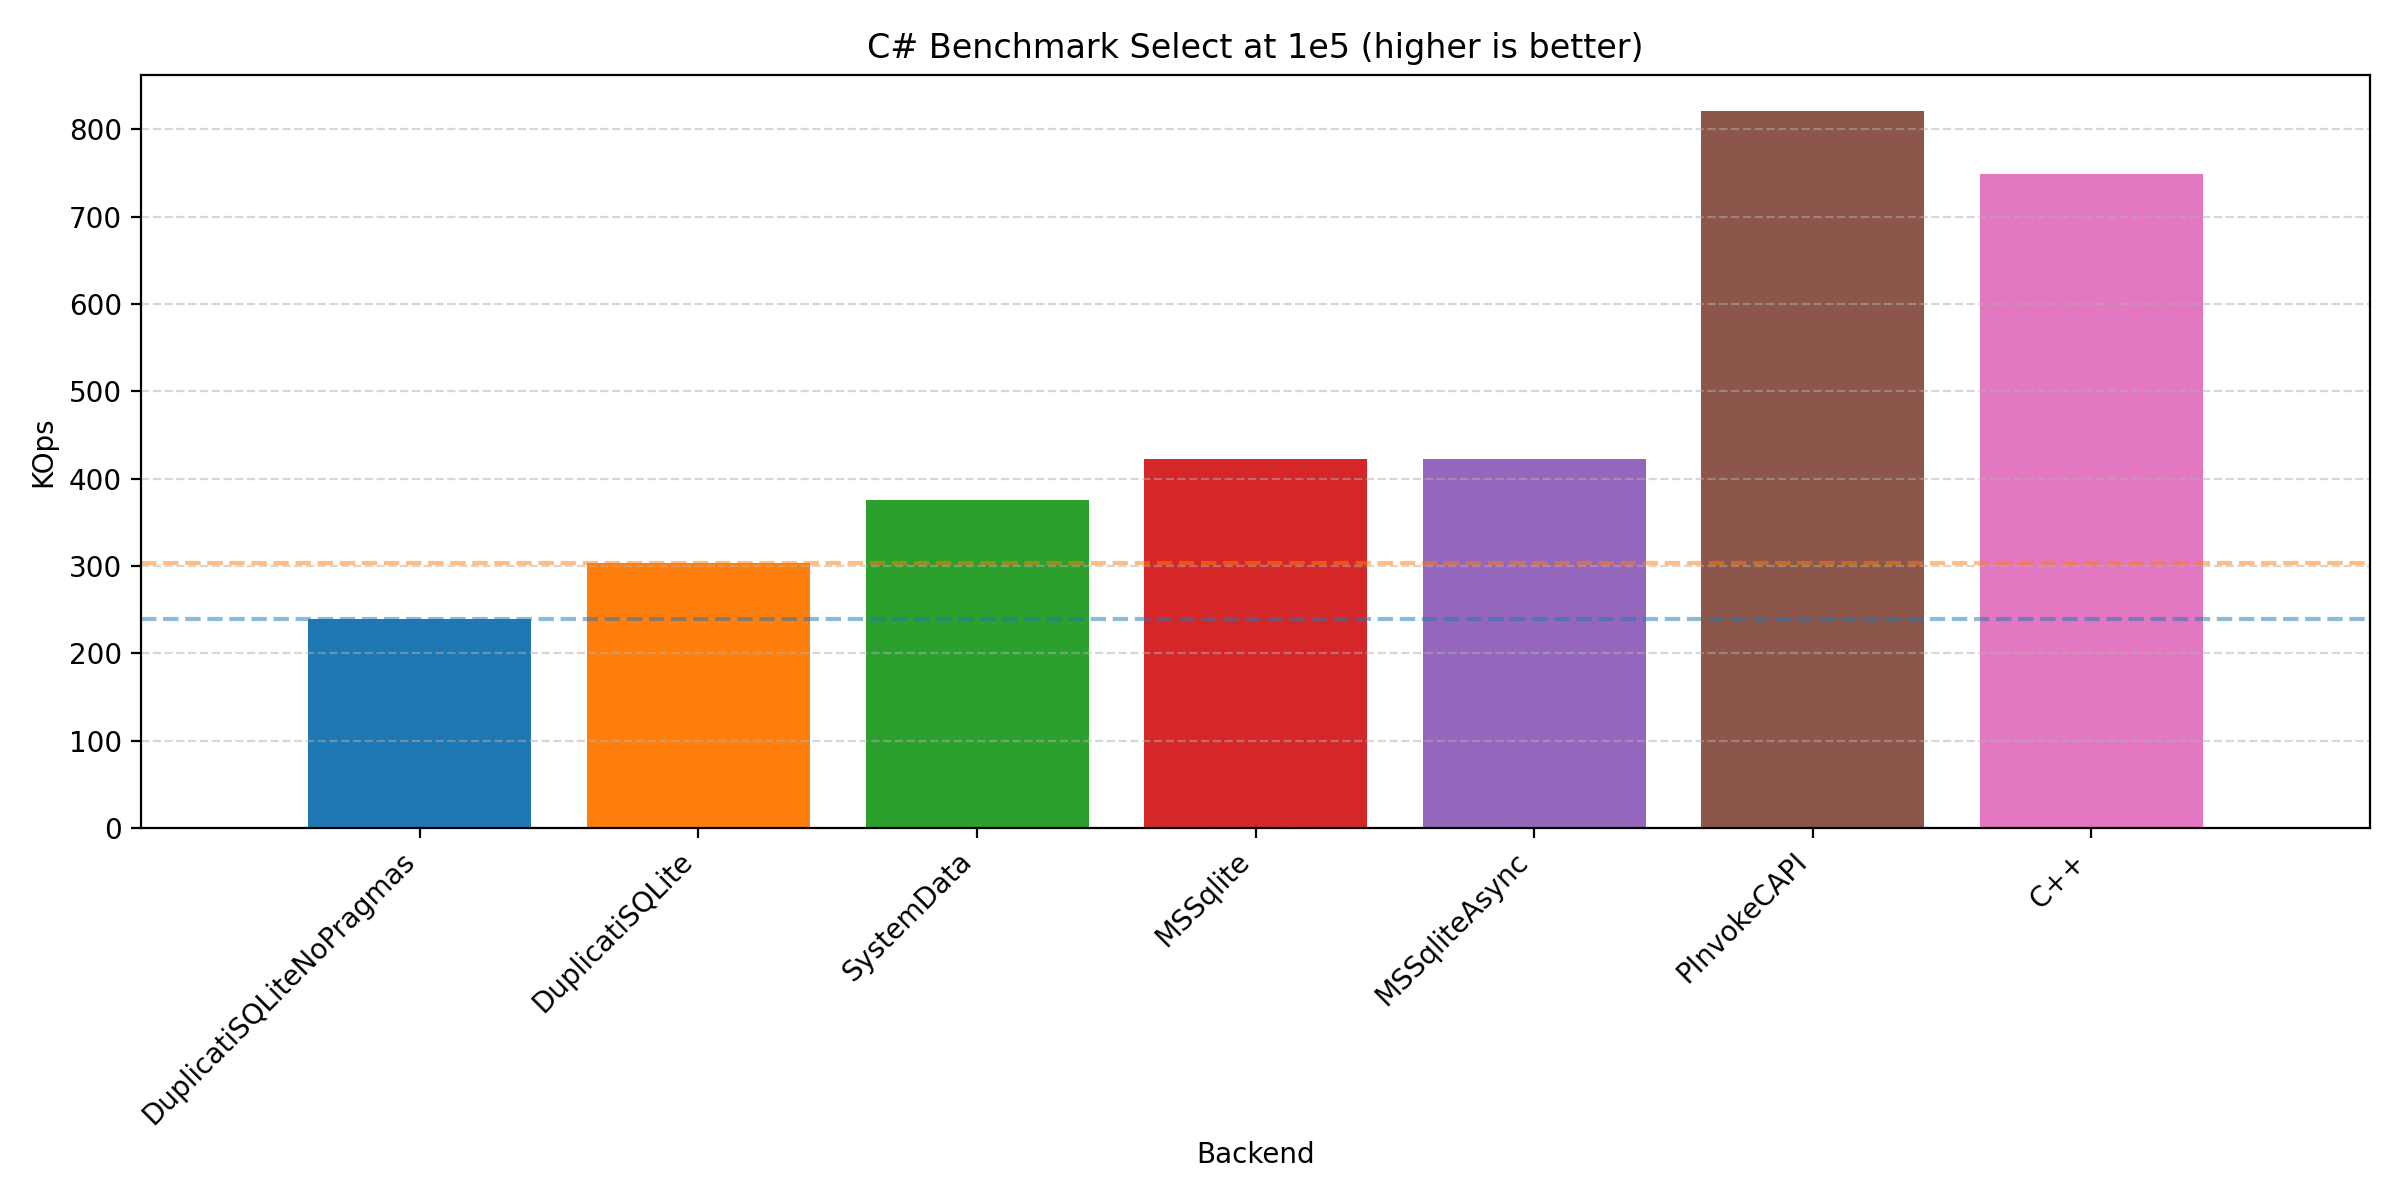 C# Benchmark Select at 1e5 (higher is better)
KOps
800
700
600
500
400
300
200
100
0
DuplicatiSQLiteNoPragmas
DuplicatiSQLite
SystemData
MSSqlite
MSSqliteAsync
PInvokeCAPI
C++
Backend